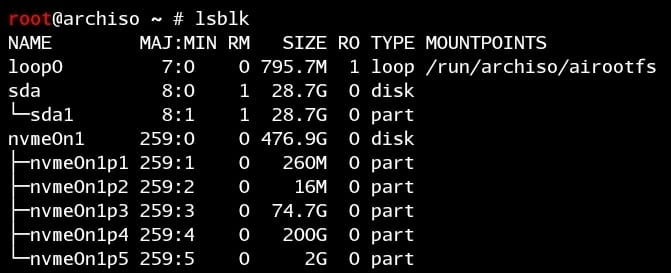 root@archiso ~ # lsblk
NAME        MAJ:MIN RM   SIZE RO TYPE MOUNTPOINTS
loop0         7:0    0 795.7M  1 loop /run/archiso/airootfs
sda           8:0    1  28.7G  0 disk
└─sda1        8:1    1  28.7G  0 part
nvme0n1     259:0    0 476.9G  0 disk
├─nvme0n1p1 259:1    0   260M  0 part
├─nvme0n1p2 259:2    0    16M  0 part
├─nvme0n1p3 259:3    0  74.7G  0 part
├─nvme0n1p4 259:4    0   200G  0 part
└─nvme0n1p5 259:5    0     2G  0 part